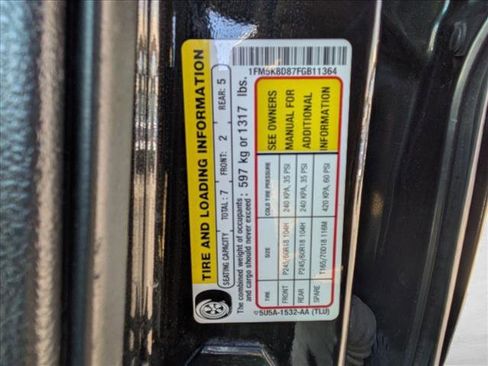 TIRE AND LOADING INFORMATION
SEATING CAPACITY TOTAL: 7 FRONT: 2 REAR: 5
The combined weight of occupants and cargo should never exceed: 597 kg or 1317 lbs.
TIRE SIZE COLD TIRE PRESSURE
FRONT P245/60R18 104H 240 KPA, 35 PSI
REAR P245/60R18 104H 240 KPA, 35 PSI
SPARE T165/70D18 116M 420 KPA, 60 PSI
SEE OWNERS
MANUAL FOR
ADDITIONAL
INFORMATION
5U5A-1532-AA (TLU)
1FM5K8D87FGB11364